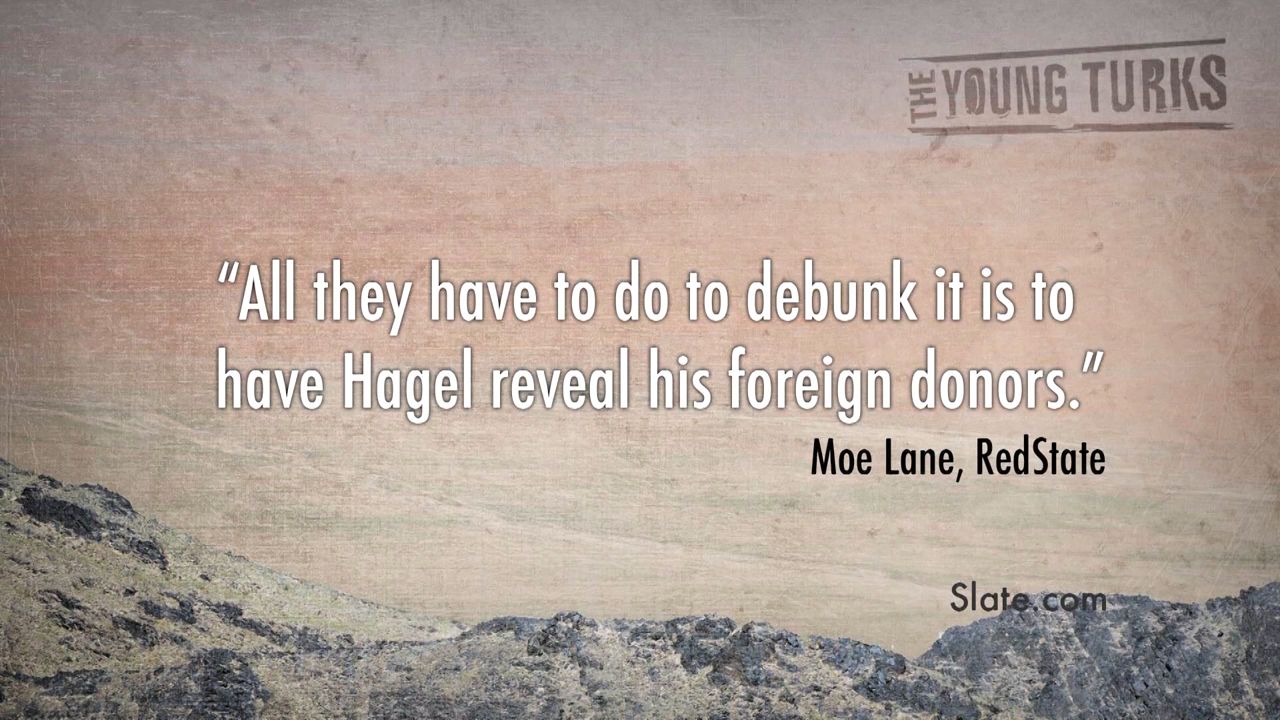 THE YOUNG TURKS
“All they have to do to debunk it is to
have Hagel reveal his foreign donors.”
Moe Lane, RedState
Slate.com